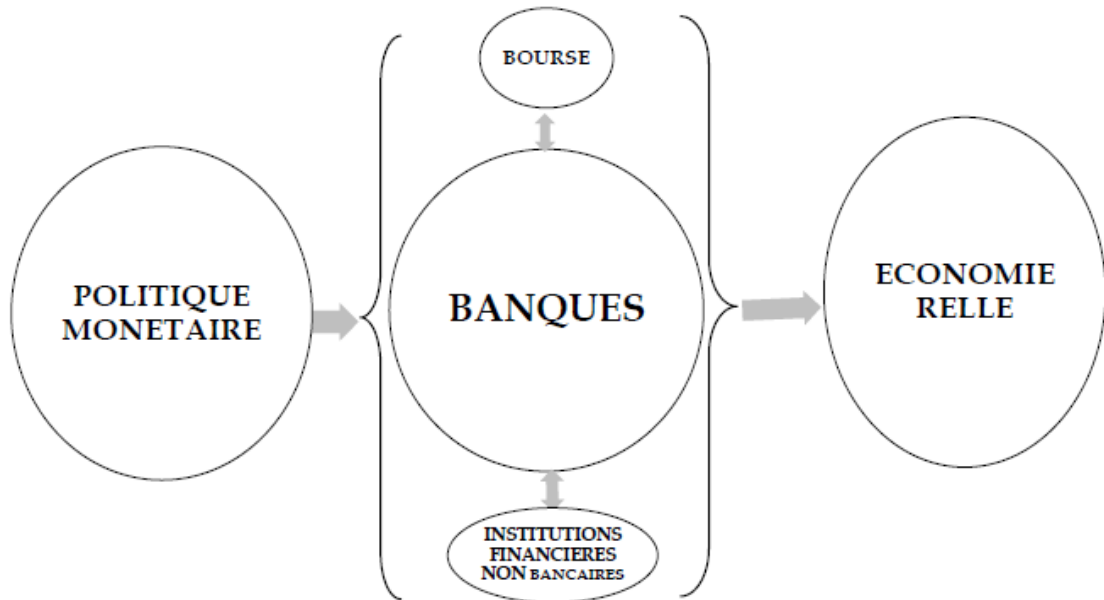 BOURSE
POLITIQUE
MONETAIRE
BANQUES
ECONOMIE
RELLE
INSTITUTIONS
FINANCIERES
NON BANCAIRES